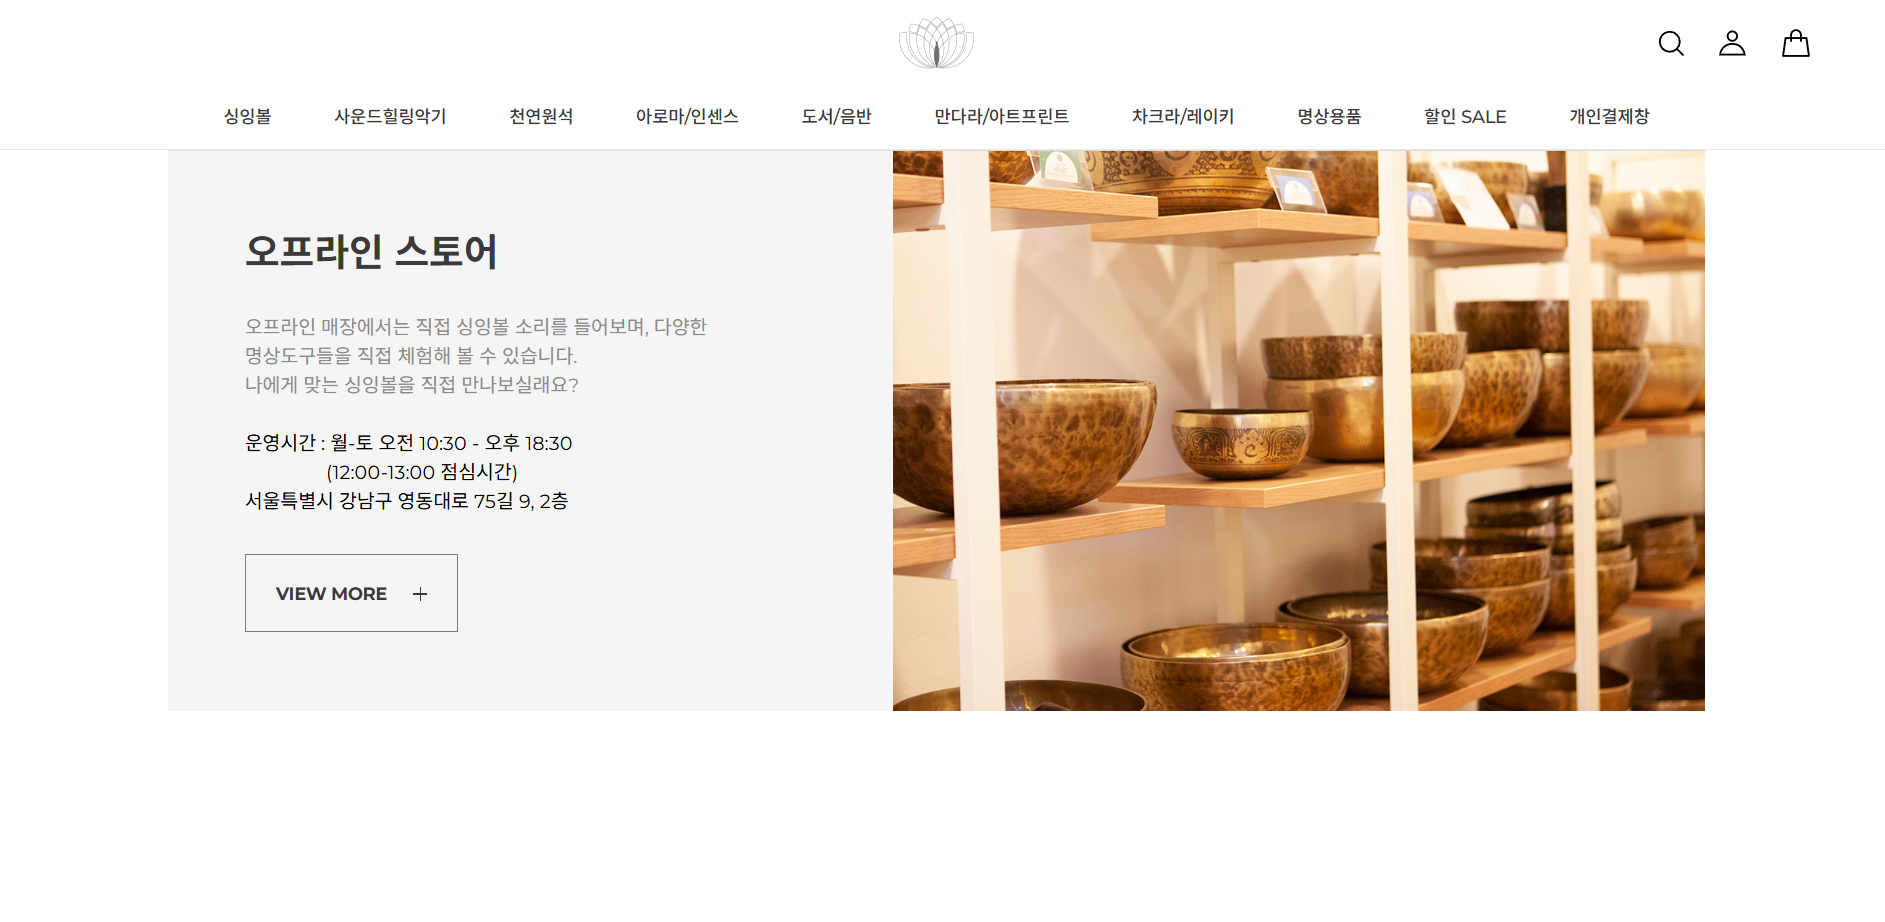 싱잉볼 사운드힐링악기 천연원석 아로마/인센스 도서/음반 만다라/아트프린트 차크라/레이키 명상용품 할인 SALE 개인결제창
오프라인 스토어
오프라인 매장에서는 직접 싱잉볼 소리를 들어보며, 다양한
명상도구들을 직접 체험해 볼 수 있습니다.
나에게 맞는 싱잉볼을 직접 만나보실래요?
운영시간 : 월-토 오전 10:30 - 오후 18:30
(12:00-13:00 점심시간)
서울특별시 강남구 영동대로 75길 9, 2층
VIEW MORE